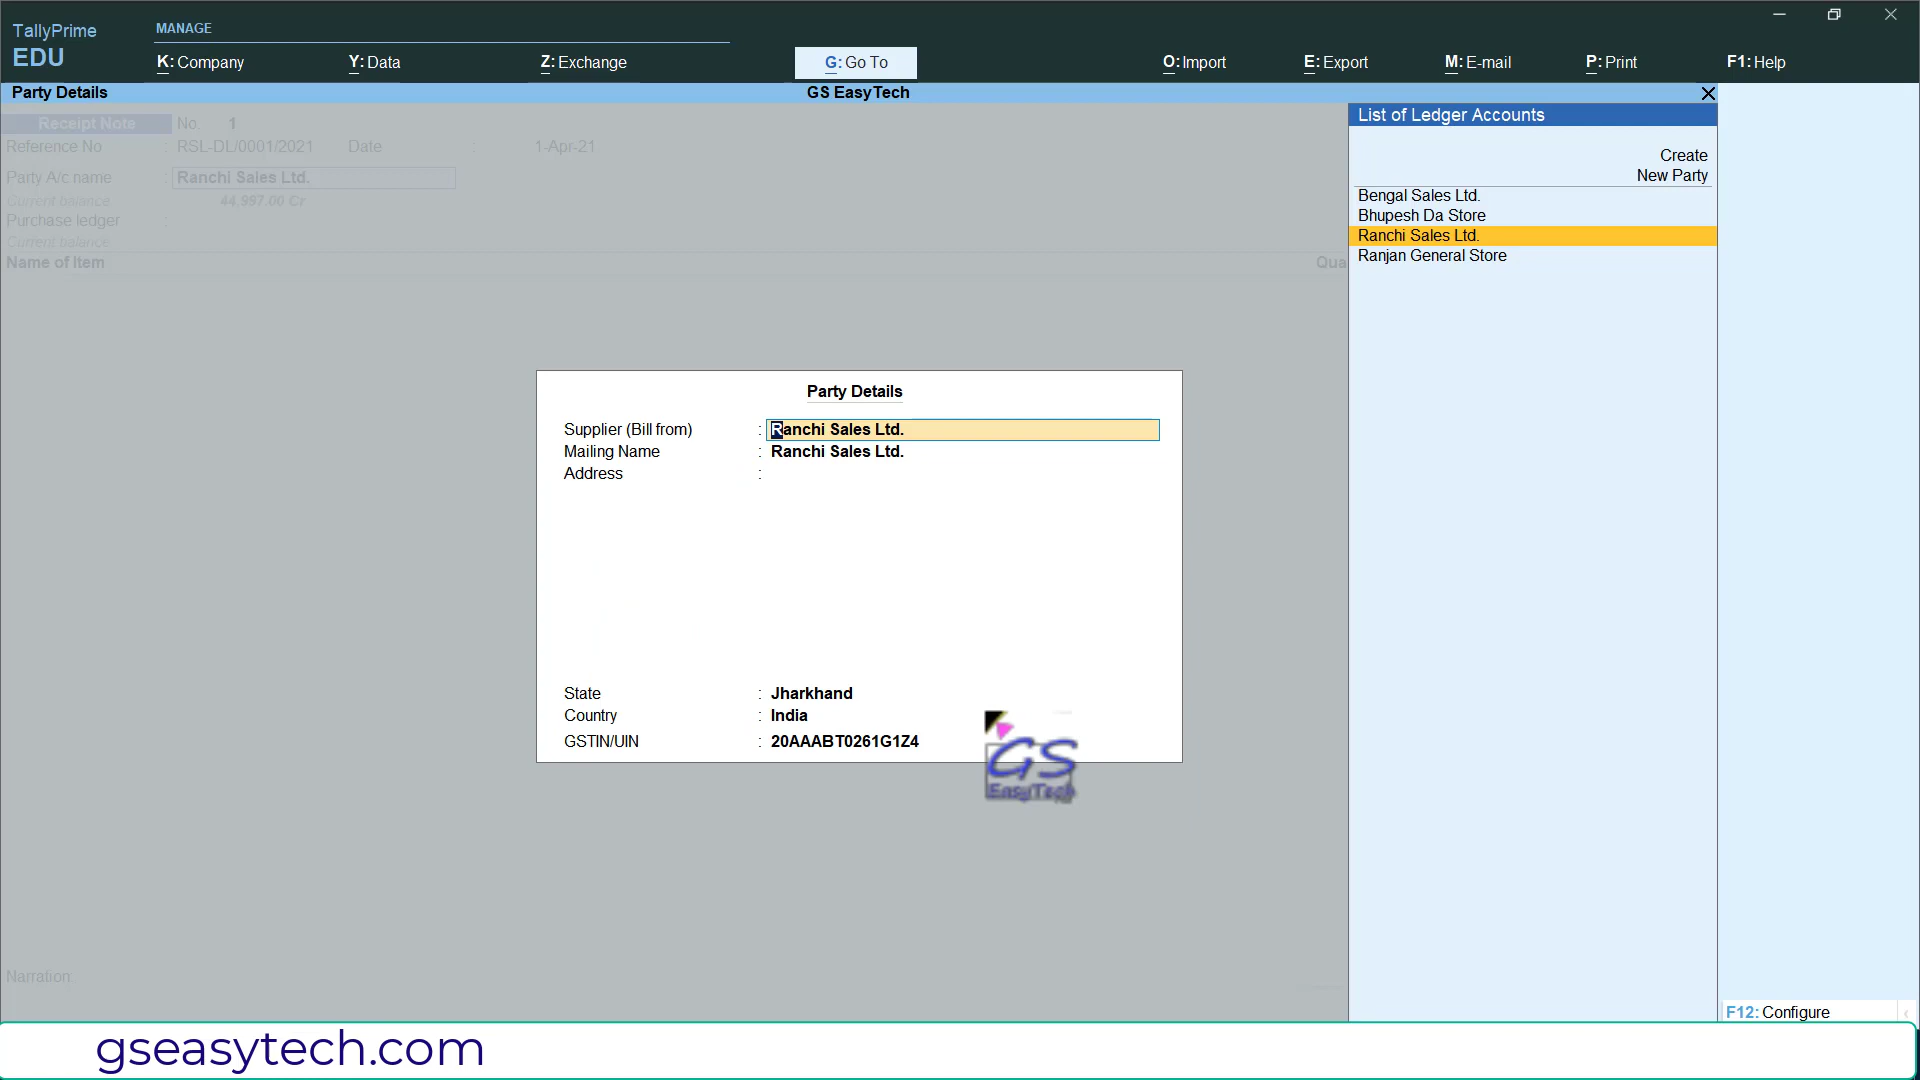 TallyPrime
EDU
MANAGE
K: Company
Y: Data
Z: Exchange
G: Go To
O: Import
E: Export
M: E-mail
P: Print
F1: Help
Party Details
GS EasyTech
Receipt Note No. 1
Reference No : RSL-DL/0001/2021 Date : 1-Apr-21
Party A/c name : Ranchi Sales Ltd.
Current balance 44,997.00 Cr
Purchase ledger :
Current balance
Name of Item Qua
List of Ledger Accounts
Create
New Party
Bengal Sales Ltd.
Bhupesh Da Store
Ranchi Sales Ltd.
Ranjan General Store
Party Details
Supplier (Bill from) : Ranchi Sales Ltd.
Mailing Name : Ranchi Sales Ltd.
Address :
State : Jharkhand
Country : India
GSTIN/UIN : 20AAABT0261G1Z4
GS
EasyTech
Narration
F12: Configure
gseasytech.com